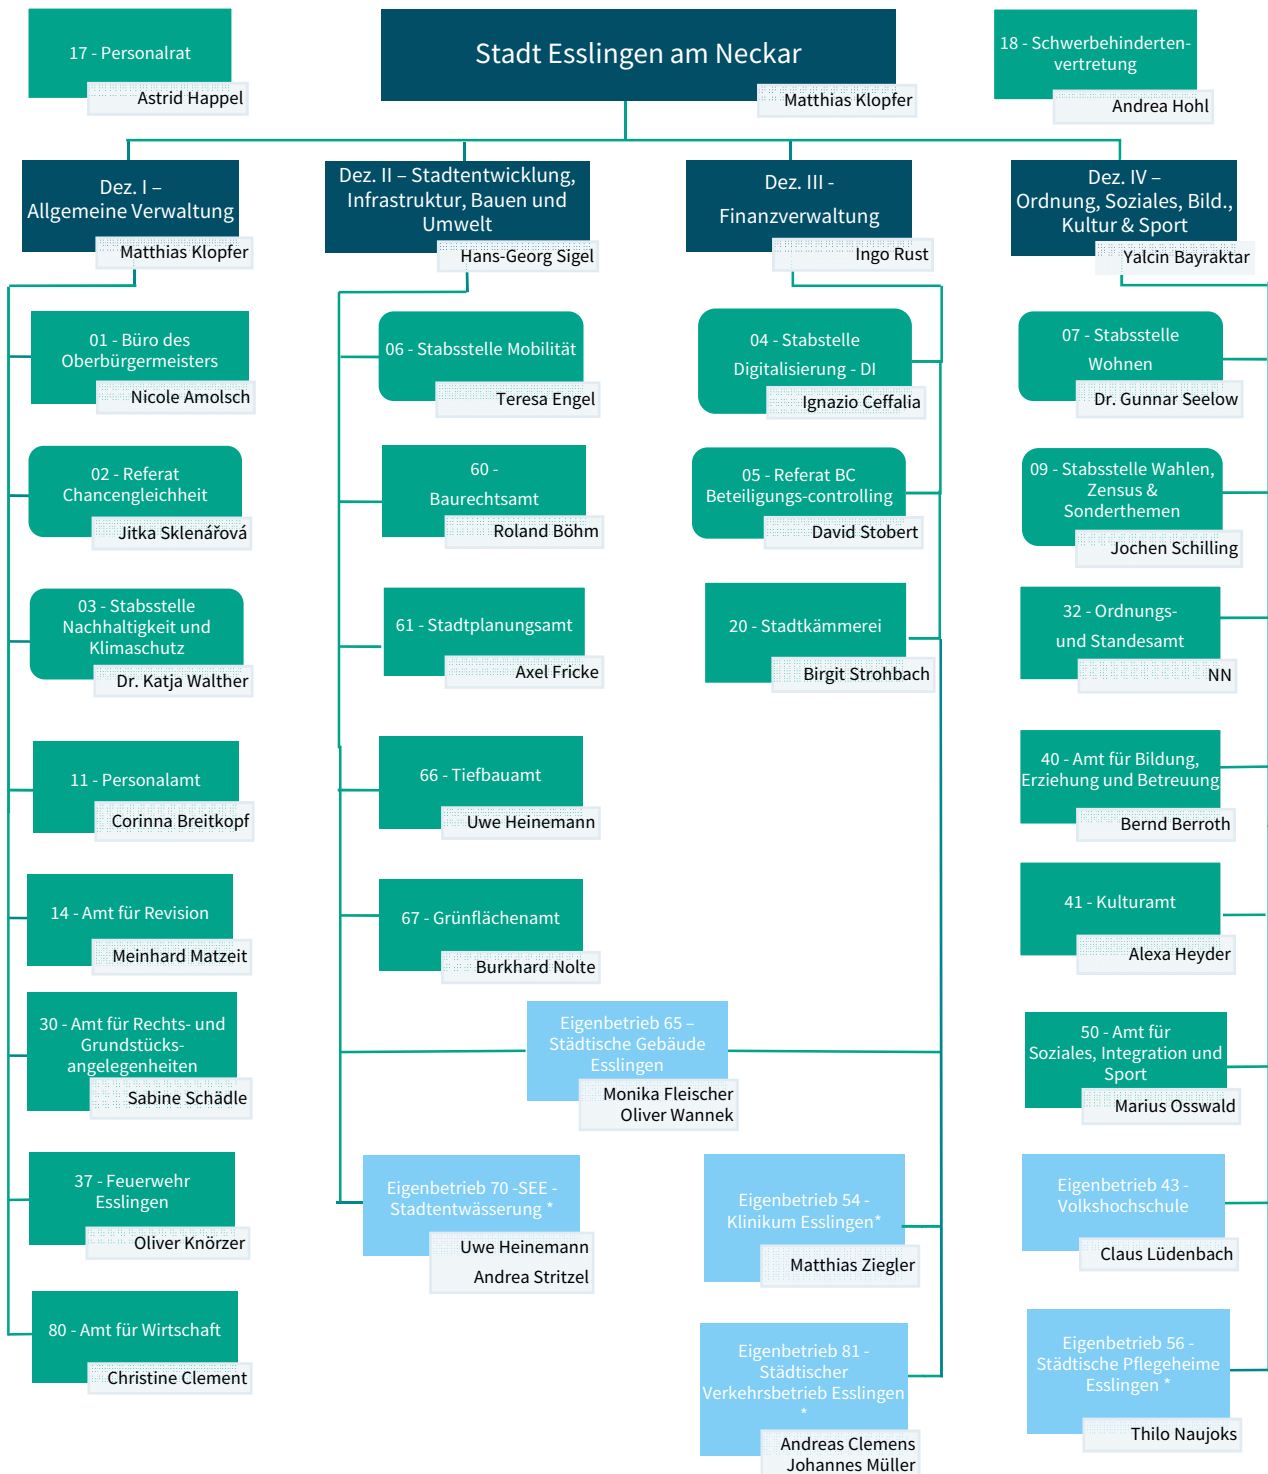 17 - Personalrat
Astrid Happel
Stadt Esslingen am Neckar
Matthias Klopfer
18 - Schwerbehinderten-
vertretung
Andrea Hohl
Dez. I –
Allgemeine Verwaltung
Matthias Klopfer
01 - Büro des
Oberbürgermeisters
Nicole Amolsch
02 - Referat
Chancengleichheit
Jitka Sklenářová
03 - Stabsstelle
Nachhaltigkeit und
Klimaschutz
Dr. Katja Walther
11 - Personalamt
Corinna Breitkopf
14 - Amt für Revision
Meinhard Matzeit
30 - Amt für Rechts- und
Grundstücks-
angelegenheiten
Sabine Schädle
37 - Feuerwehr
Esslingen
Oliver Knörzer
80 - Amt für Wirtschaft
Christine Clement
Dez. II – Stadtentwicklung,
Infrastruktur, Bauen und
Umwelt
Hans-Georg Sigel
06 - Stabsstelle Mobilität
Teresa Engel
60 -
Baurechtsamt
Roland Böhm
61 - Stadtplanungsamt
Axel Fricke
66 - Tiefbauamt
Uwe Heinemann
67 - Grünflächenamt
Burkhard Nolte
Eigenbetrieb 65 –
Städtische Gebäude
Esslingen
Monika Fleischer
Oliver Wannek
Eigenbetrieb 70 -SEE -
Stadtentwässerung *
Uwe Heinemann
Andrea Stritzel
Dez. III -
Finanzverwaltung
Ingo Rust
04 - Stabstelle
Digitalisierung - DI
Ignazio Ceffalia
05 - Referat BC
Beteiligungs-controlling
David Stobert
20 - Stadtkämmerei
Birgit Strohbach
Eigenbetrieb 54 -
Klinikum Esslingen*
Matthias Ziegler
Eigenbetrieb 81 -
Städtischer
Verkehrsbetrieb Esslingen
*
Andreas Clemens
Johannes Müller
Dez. IV –
Ordnung, Soziales, Bild.,
Kultur & Sport
Yalcin Bayraktar
07 - Stabsstelle
Wohnen
Dr. Gunnar Seelow
09 - Stabsstelle Wahlen,
Zensus &
Sonderthemen
Jochen Schilling
32 - Ordnungs-
und Standesamt
NN
40 - Amt für Bildung,
Erziehung und Betreuung
Bernd Berroth
41 - Kulturamt
Alexa Heyder
50 - Amt für
Soziales, Integration und
Sport
Marius Osswald
Eigenbetrieb 43 -
Volkshochschule
Claus Lüdenbach
Eigenbetrieb 56 -
Städtische Pflegeheime
Esslingen *
Thilo Naujoks